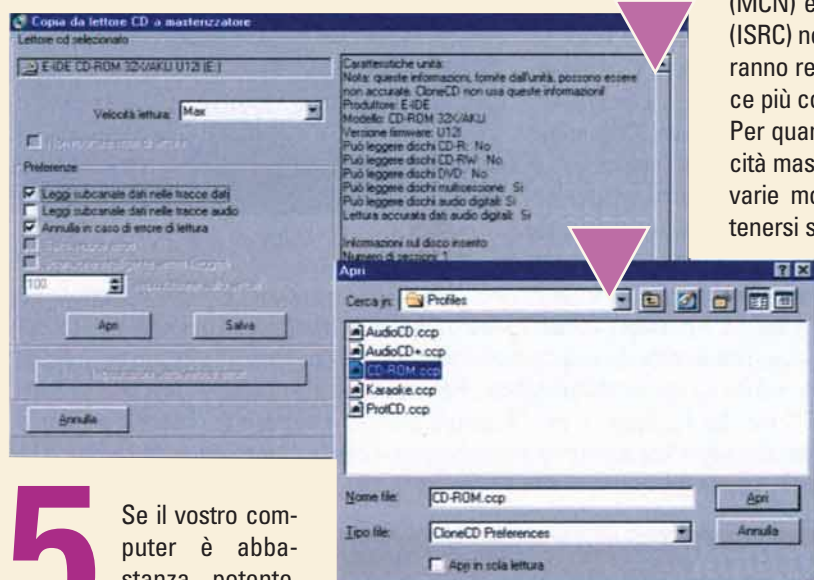 Copia da lettore CD a masterizzatore
Lettore cd selezionato
E-IDE CD-ROM 32X/AKU U12I (E:)
Velocità lettura: Max
Preferenze
Leggi subcanale dati nelle tracce dati
Leggi subcanale dati nelle tracce audio
Annulla in caso di errore di lettura
100
Apri
Salva
Annulla
Caratteristiche unità:
Nota: queste informazioni, fornite dall'unità, possono essere
non accurate. CloneCD non usa queste informazioni!
Produttore: E-IDE
Modello: CD-ROM 32X/AKU
Versione firmware: U12I
Può leggere dischi CD-R: No
Può leggere dischi CD-RW: No
Può leggere dischi DVD: No
Può leggere dischi multisessione: Si
Può leggere dischi audio digitali: Si
Lettura accurata dati audio digitali: Si
Informazioni sul disco inserito
Numero di sessioni: 1
Apri
Cerca in: Profiles
AudioCD.ccp
AudioCD+.ccp
CD-ROM.ccp
Karaoke.ccp
ProtCD.ccp
Nome file: CD-ROM.ccp
Apri
Tipo file: CloneCD Preferences
Annulla
Apri in sola lettura
(MCN) e
(ISRC) ne
ranno re
ce più co
Per quan
cità mas
varie mo
tenersi s
5
Se il vostro com-
puter è abba-
stanza potente,